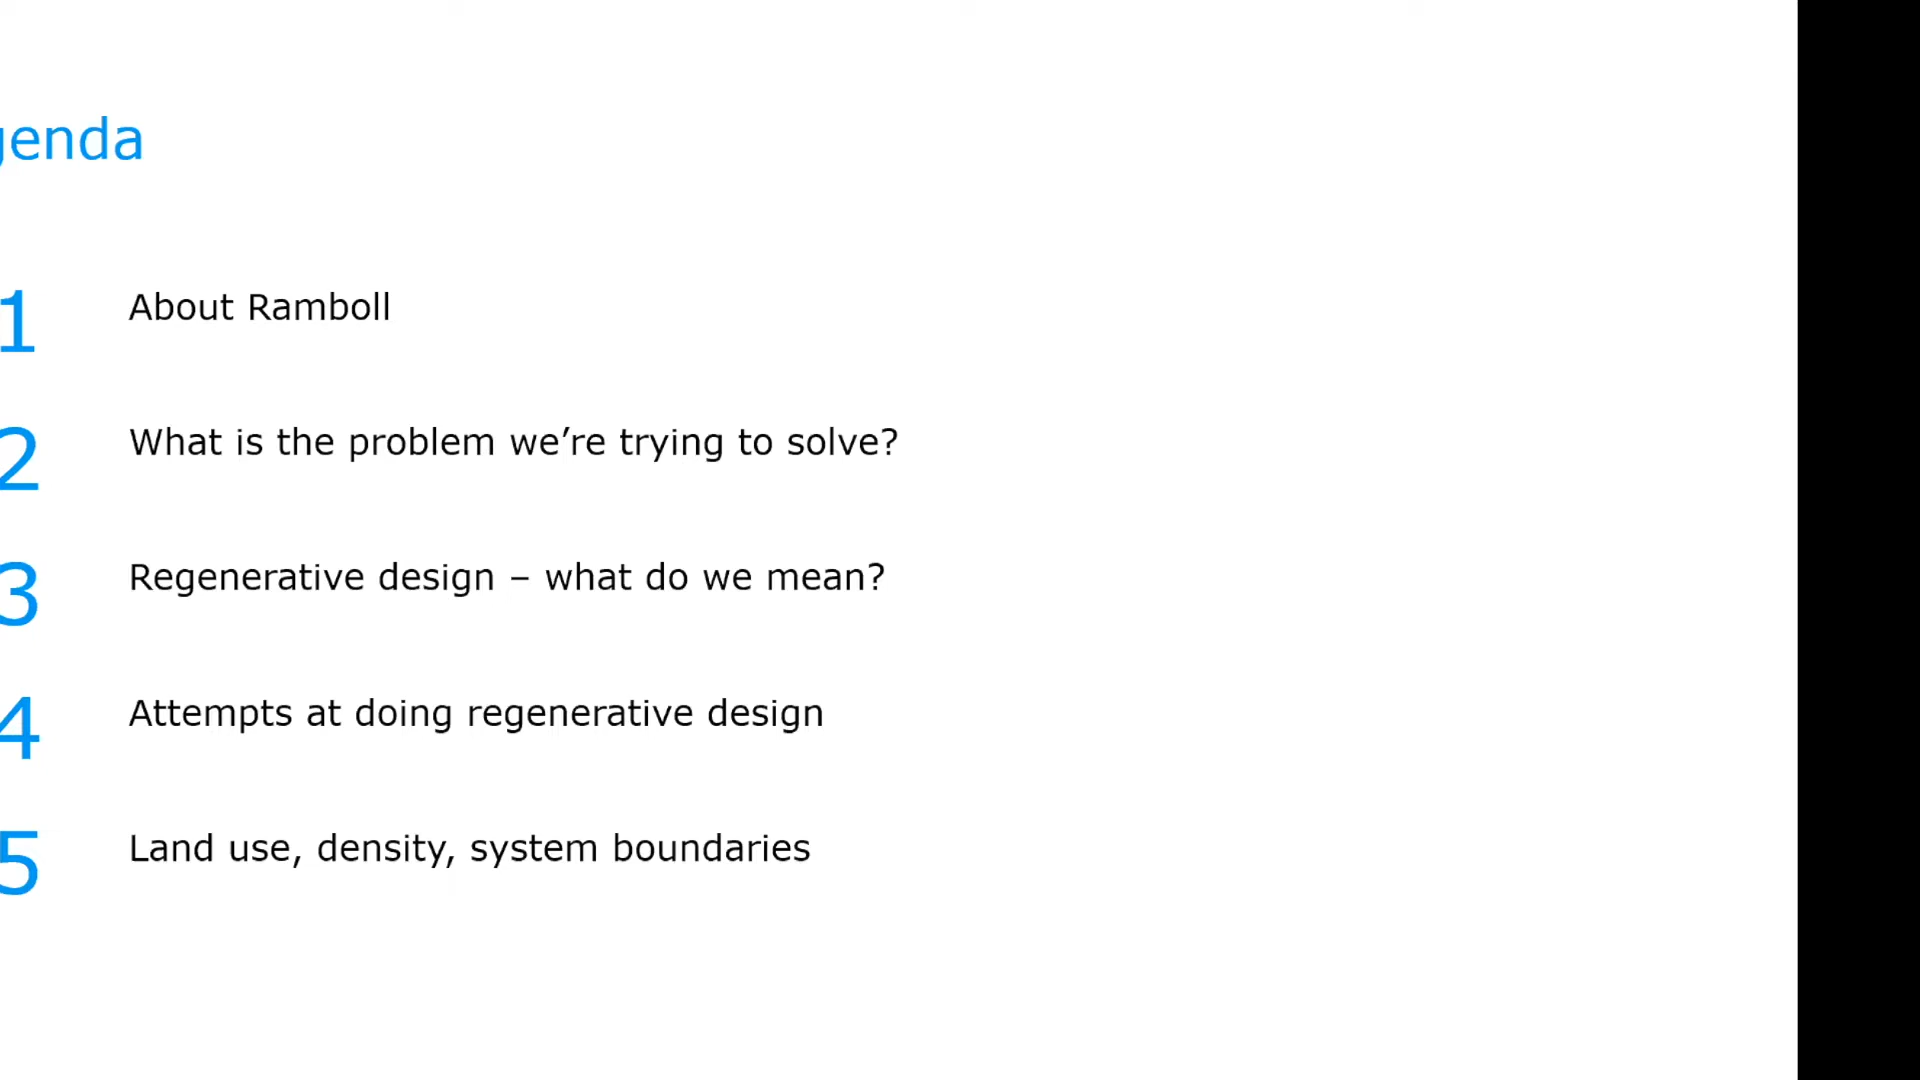 genda
1 About Ramboll
2 What is the problem we’re trying to solve?
3 Regenerative design – what do we mean?
4 Attempts at doing regenerative design
5 Land use, density, system boundaries